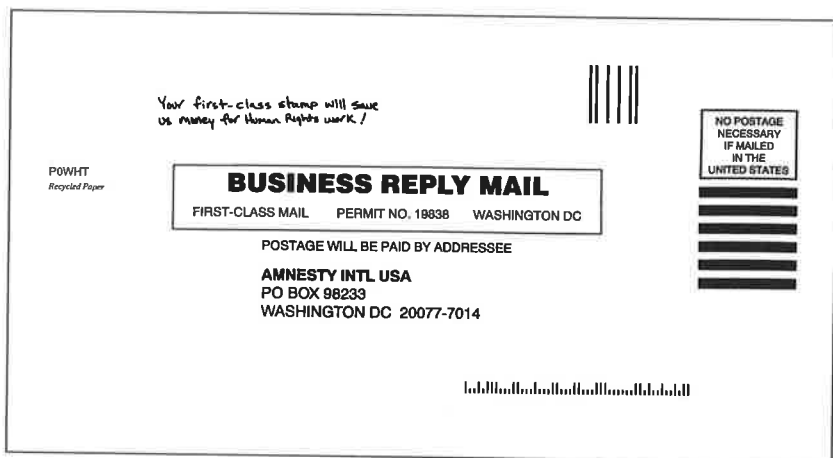 Your first-class stamp will save
us money for Human Rights work!
NO POSTAGE
NECESSARY
IF MAILED
IN THE
UNITED STATES
P0WHT
Recycled Paper
BUSINESS REPLY MAIL
FIRST-CLASS MAIL PERMIT NO. 19838 WASHINGTON DC
POSTAGE WILL BE PAID BY ADDRESSEE
AMNESTY INTL USA
PO BOX 98233
WASHINGTON DC 20077-7014